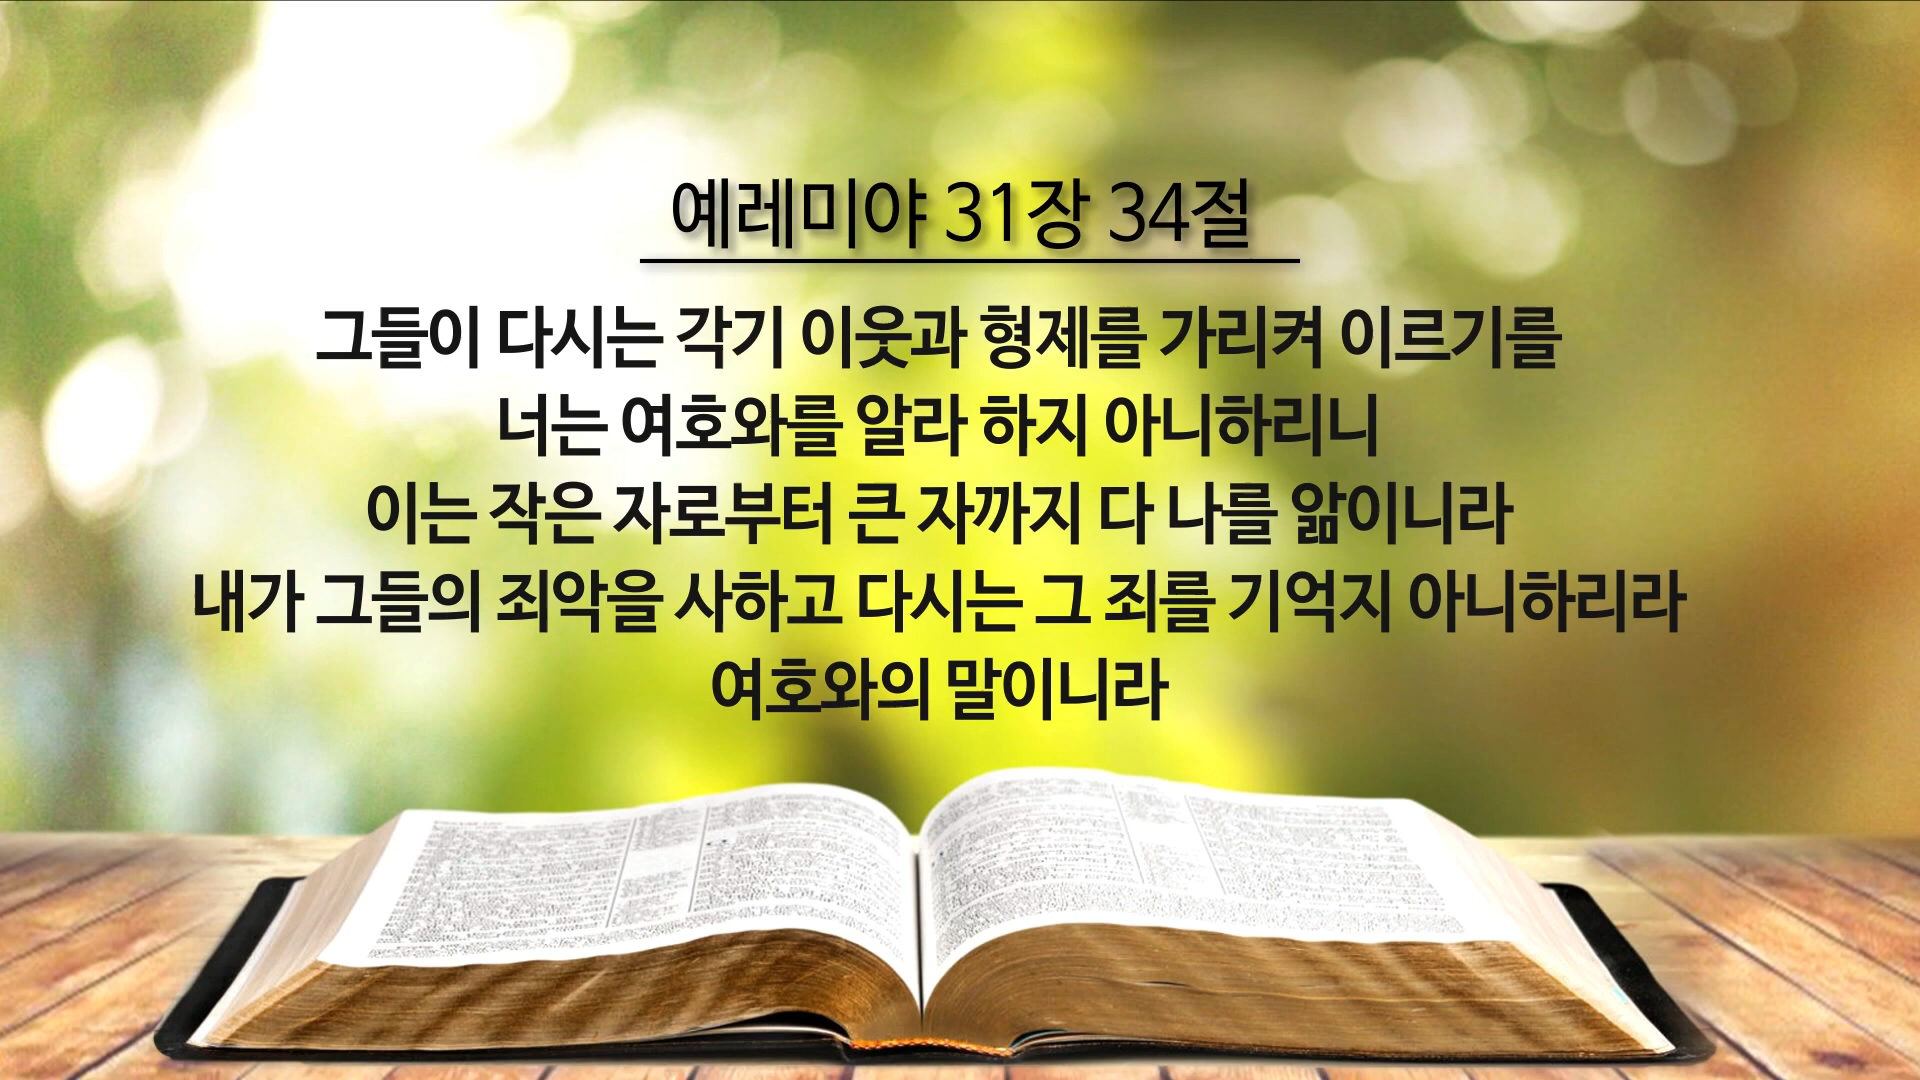 예레미야 31장 34절
그들이 다시는 각기 이웃과 형제를 가리켜 이르기를
너는 여호와를 알라 하지 아니하리니
이는 작은 자로부터 큰 자까지 다 나를 앎이니라
내가 그들의 죄악을 사하고 다시는 그 죄를 기억지 아니하리라
여호와의 말이니라